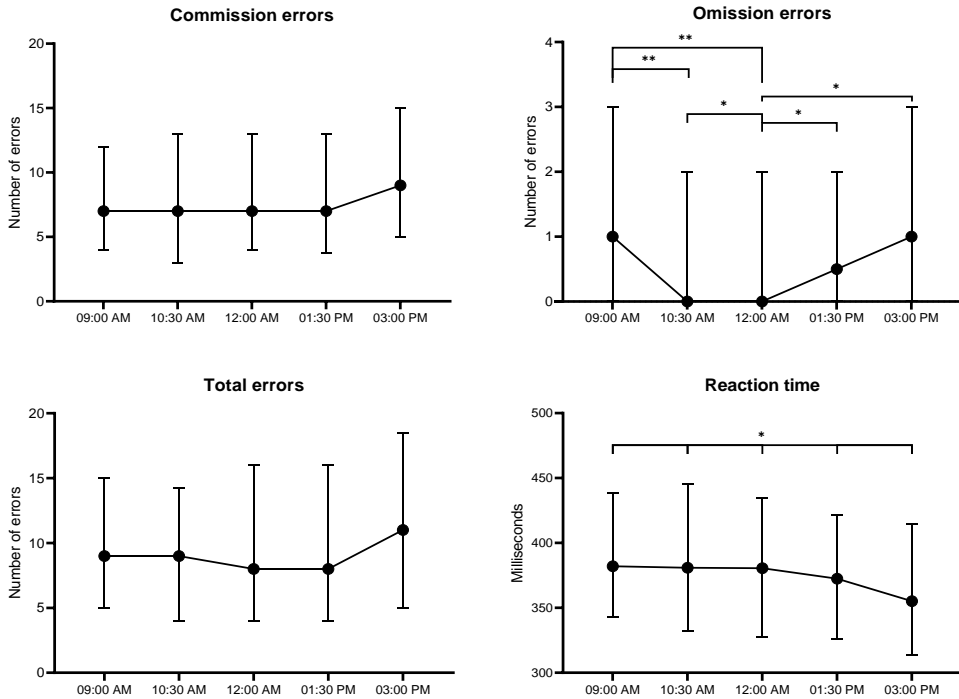 Commission errors
Number of errors
20
15
10
5
0
09:00 AM 10:30 AM 12:00 AM 01:30 PM 03:00 PM
Omission errors
Number of errors
4
3
2
1
0
**
**
*
*
*
09:00 AM 10:30 AM 12:00 AM 01:30 PM 03:00 PM
Total errors
Number of errors
20
15
10
5
0
09:00 AM 10:30 AM 12:00 AM 01:30 PM 03:00 PM
Reaction time
Milliseconds
500
450
400
350
300
*
09:00 AM 10:30 AM 12:00 AM 01:30 PM 03:00 PM